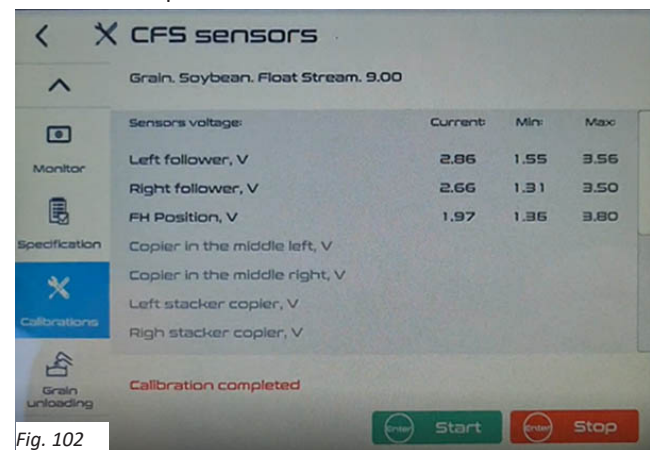 CFS sensors
Grain. Soybean. Float Stream. 9.00
Sensors voltage: Current: Min: Max:
Monitor
Left follower, V 2.86 1.55 3.56
Right follower, V 2.66 1.31 3.50
FH Position, V 1.97 1.36 3.80
Specification
Copier in the middle left, V
Copier in the middle right, V
Left stacker copier, V
Calibrations
Righ stacker copier, V
Grain
unloading
Calibration completed
Enter Start Enter Stop
Fig. 102